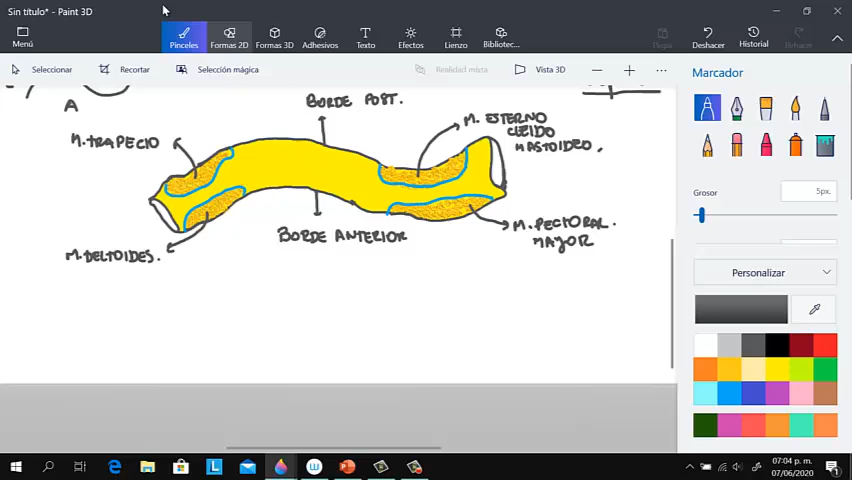 Sin título* - Paint 3D
Menú
Pinceles
Formas 2D
Formas 3D
Adhesivos
Texto
Efectos
Lienzo
Bibliotec...
Pegar
Deshacer
Historial
Rehacer
Seleccionar
Recortar
Selección mágica
Realidad mixta
Vista 3D
Marcador
Grosor
5px.
Personalizar
A
BORDE POST.
M. TRAPECIO
M. ESTERNO
CLEIDO
MASTOIDEO.
M. DELTOIDES.
BORDE ANTERIOR
M. PECTORAL
MAYOR
07:04 p. m.
07/06/2020